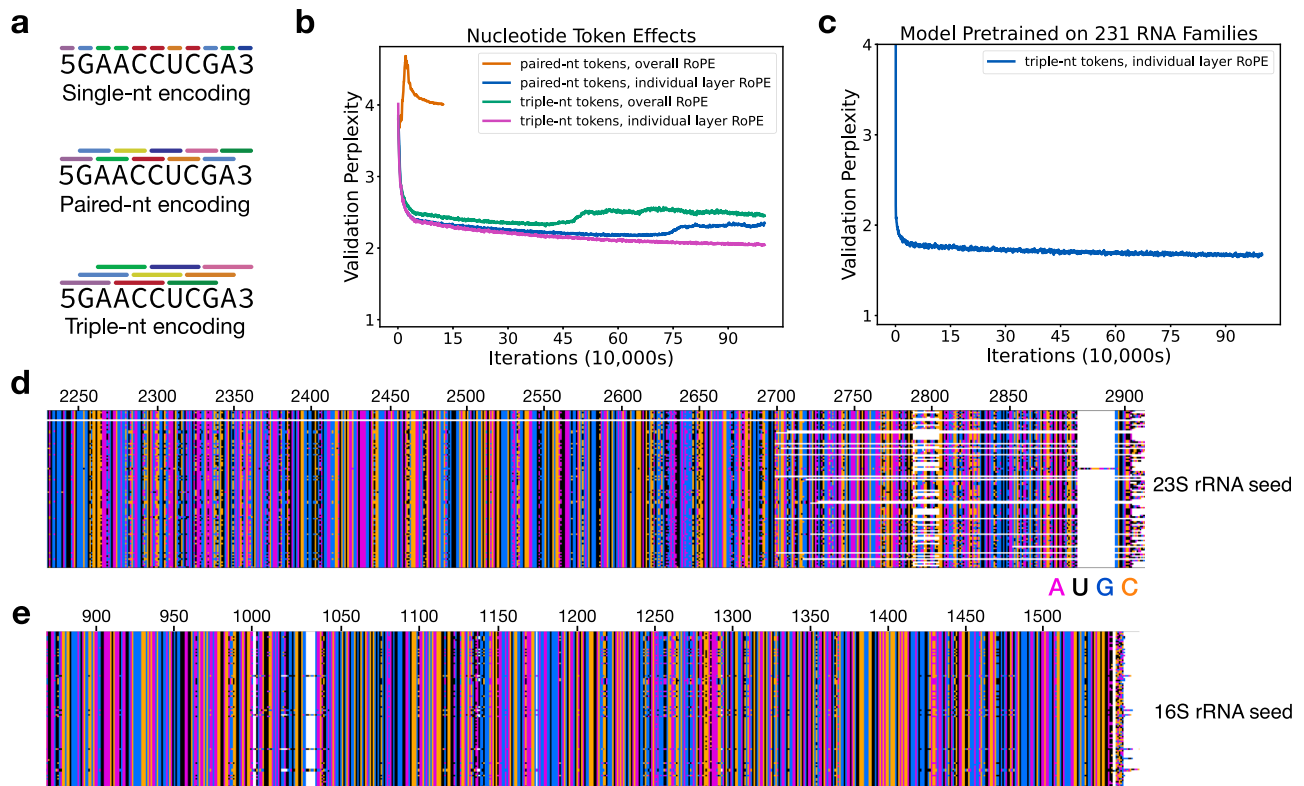 a
5GAACCUCGA3
Single-nt encoding
5GAACCUCGA3
Paired-nt encoding
5GAACCUCGA3
Triple-nt encoding
b
Nucleotide Token Effects
paired-nt tokens, overall RoPE
paired-nt tokens, individual layer RoPE
triple-nt tokens, overall RoPE
triple-nt tokens, individual layer RoPE
Validation Perplexity
4
3
2
1
0 15 30 45 60 75 90
Iterations (10,000s)
c
Model Pretrained on 231 RNA Families
triple-nt tokens, individual layer RoPE
Validation Perplexity
4
3
2
1
0 15 30 45 60 75 90
Iterations (10,000s)
d
2250 2300 2350 2400 2450 2500 2550 2600 2650 2700 2750 2800 2850 2900
23S rRNA seed
A U G C
e
900 950 1000 1050 1100 1150 1200 1250 1300 1350 1400 1450 1500
16S rRNA seed